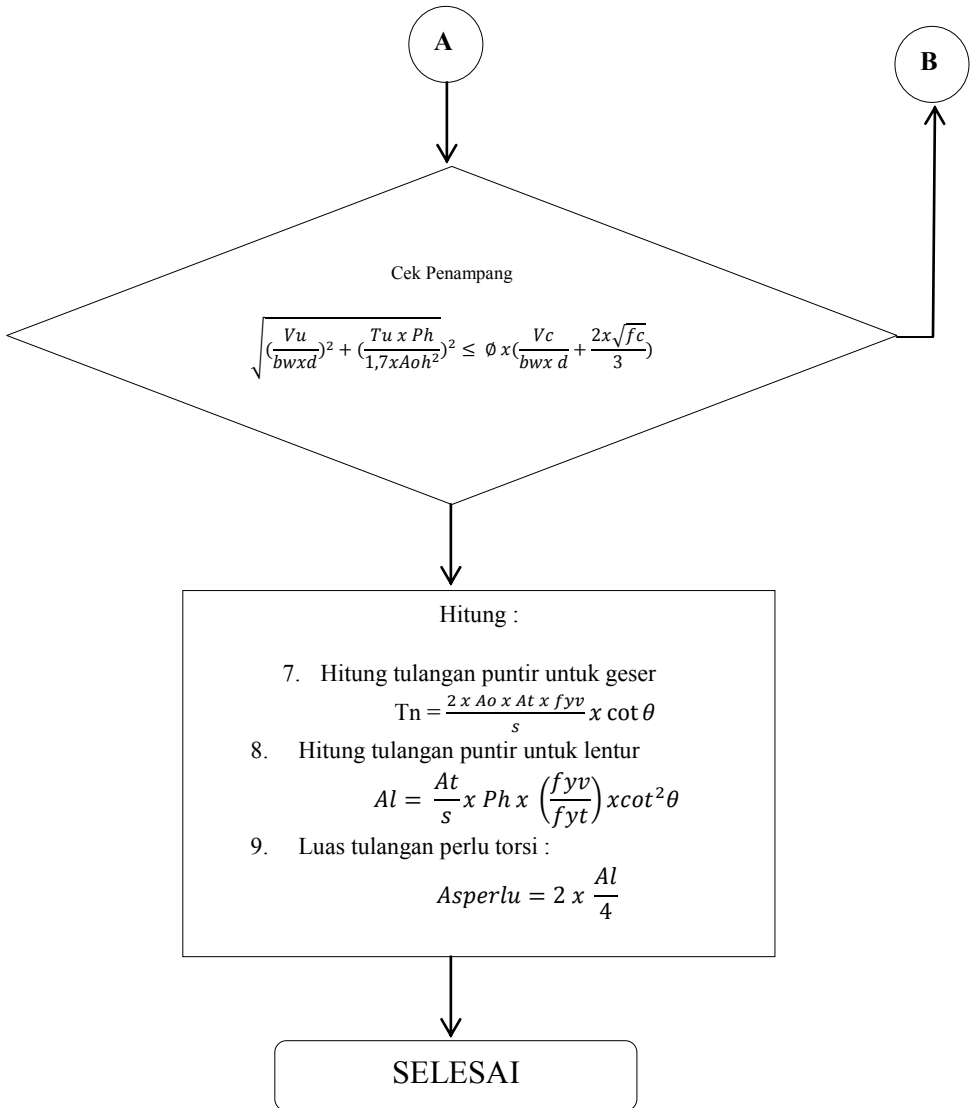 A
B
Cek Penampang
√(Vu/bwxd)² + (Tu x Ph/1,7xAoh²)² ≤ ∅ x(Vc/bwx d + 2x√fc/3)
Hitung :
7. Hitung tulangan puntir untuk geser
Tn = 2 x Ao x At x fyv/s x cot θ
8. Hitung tulangan puntir untuk lentur
Al = At/s x Ph x (fyv/fyt) xcot²θ
9. Luas tulangan perlu torsi :
Asperlu = 2 x Al/4
SELESAI